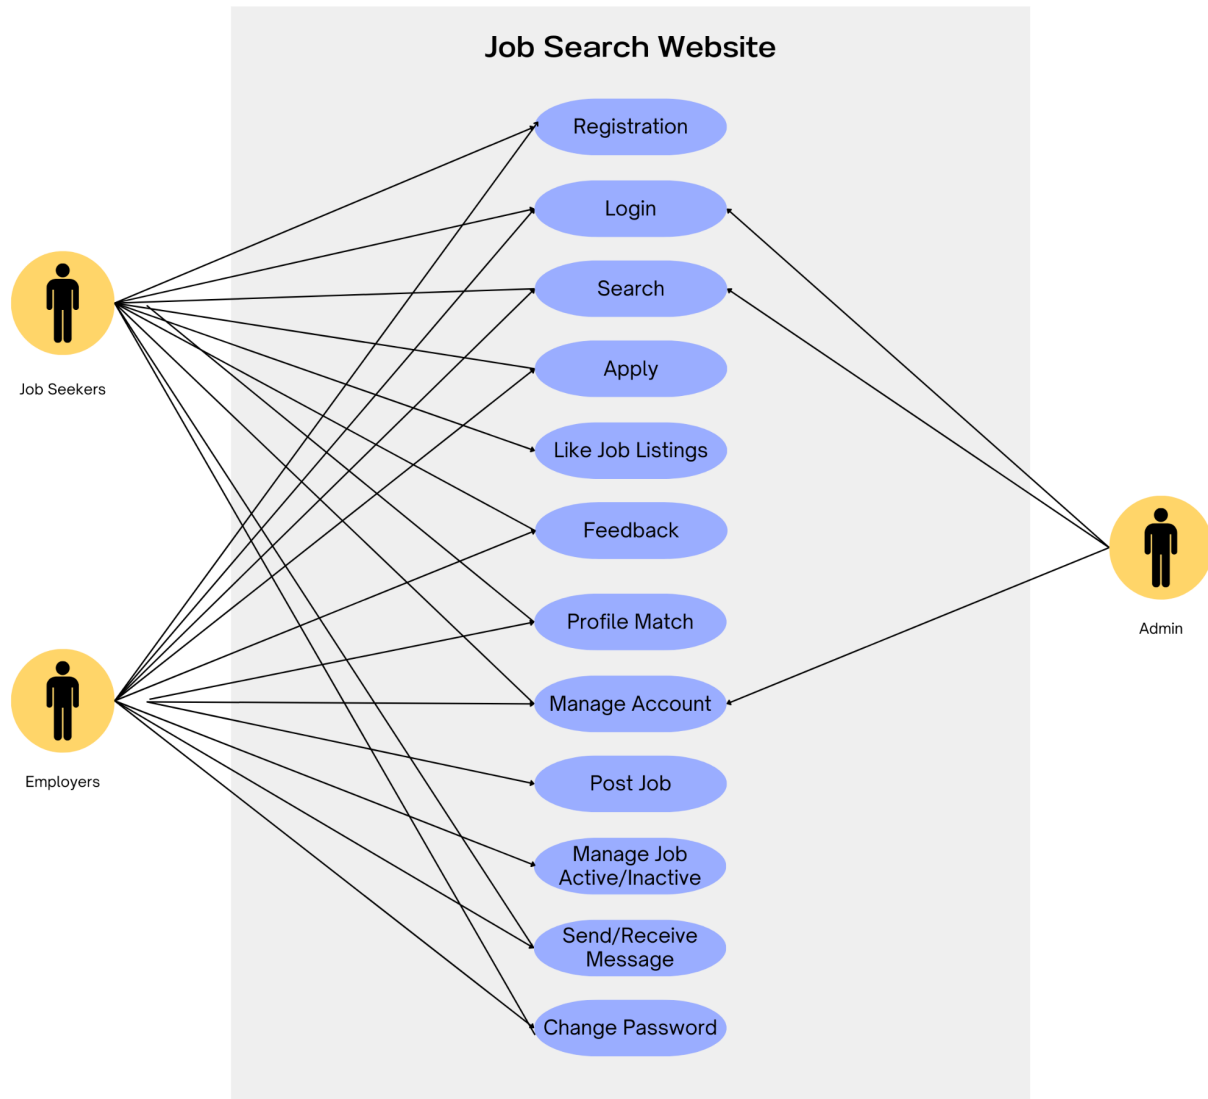 Job Search Website
Registration
Login
Search
Apply
Like Job Listings
Feedback
Profile Match
Manage Account
Post Job
Manage Job
Active/Inactive
Send/Receive
Message
Change Password
Job Seekers
Employers
Admin